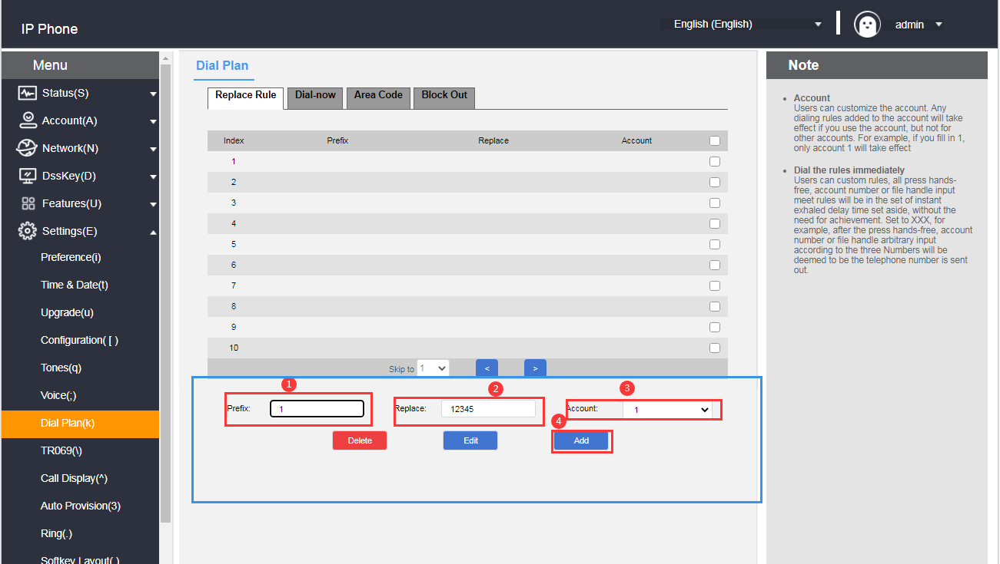 IP Phone
English (English)
admin
Menu
Status(S)
Account(A)
Network(N)
DssKey(D)
Features(U)
Settings(E)
Preference(i)
Time & Date(t)
Upgrade(u)
Configuration( [ )
Tones(q)
Voice(;)
Dial Plan(k)
TR069(\)
Call Display(^)
Auto Provision(3)
Ring(.)
Softkey Layout( )
Dial Plan
Replace Rule Dial-now Area Code Block Out
Index Prefix Replace Account
1
2
3
4
5
6
7
8
9
10
Skip to 1 < >
1 2 3
Prefix: 1 Replace: 12345 Account: 1
4
Delete Edit Add
Note
Account
Users can customize the account. Any
dialing rules added to the account will take
effect if you use the account, but not for
other accounts. For example, if you fill in 1,
only account 1 will take effect
Dial the rules immediately
Users can custom rules, all press hands-
free, account number or file handle input
meet rules will be in the set of instant
exhaled delay time set aside, without the
need for achievement. Set to XXX, for
example, after the press hands-free, account
number or file handle arbitrary input
according to the three Numbers will be
deemed to be the telephone number is sent
out.